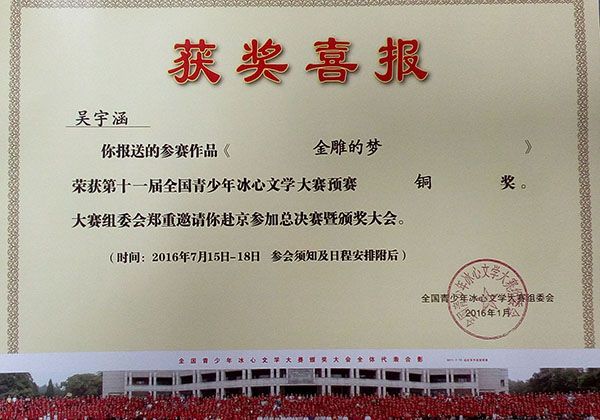 获奖喜报
吴宇涵
你报送的参赛作品《 金雕的梦 》
荣获第十一届全国青少年冰心文学大赛预赛 铜 奖。
大赛组委会郑重邀请你赴京参加总决赛暨颁奖大会。
（时间：2016年7月15日-18日 参会须知及日程安排附后）
全国青少年冰心文学大赛组委会
2016年1月
全国青少年冰心文学大赛颁奖大会全体代表合影